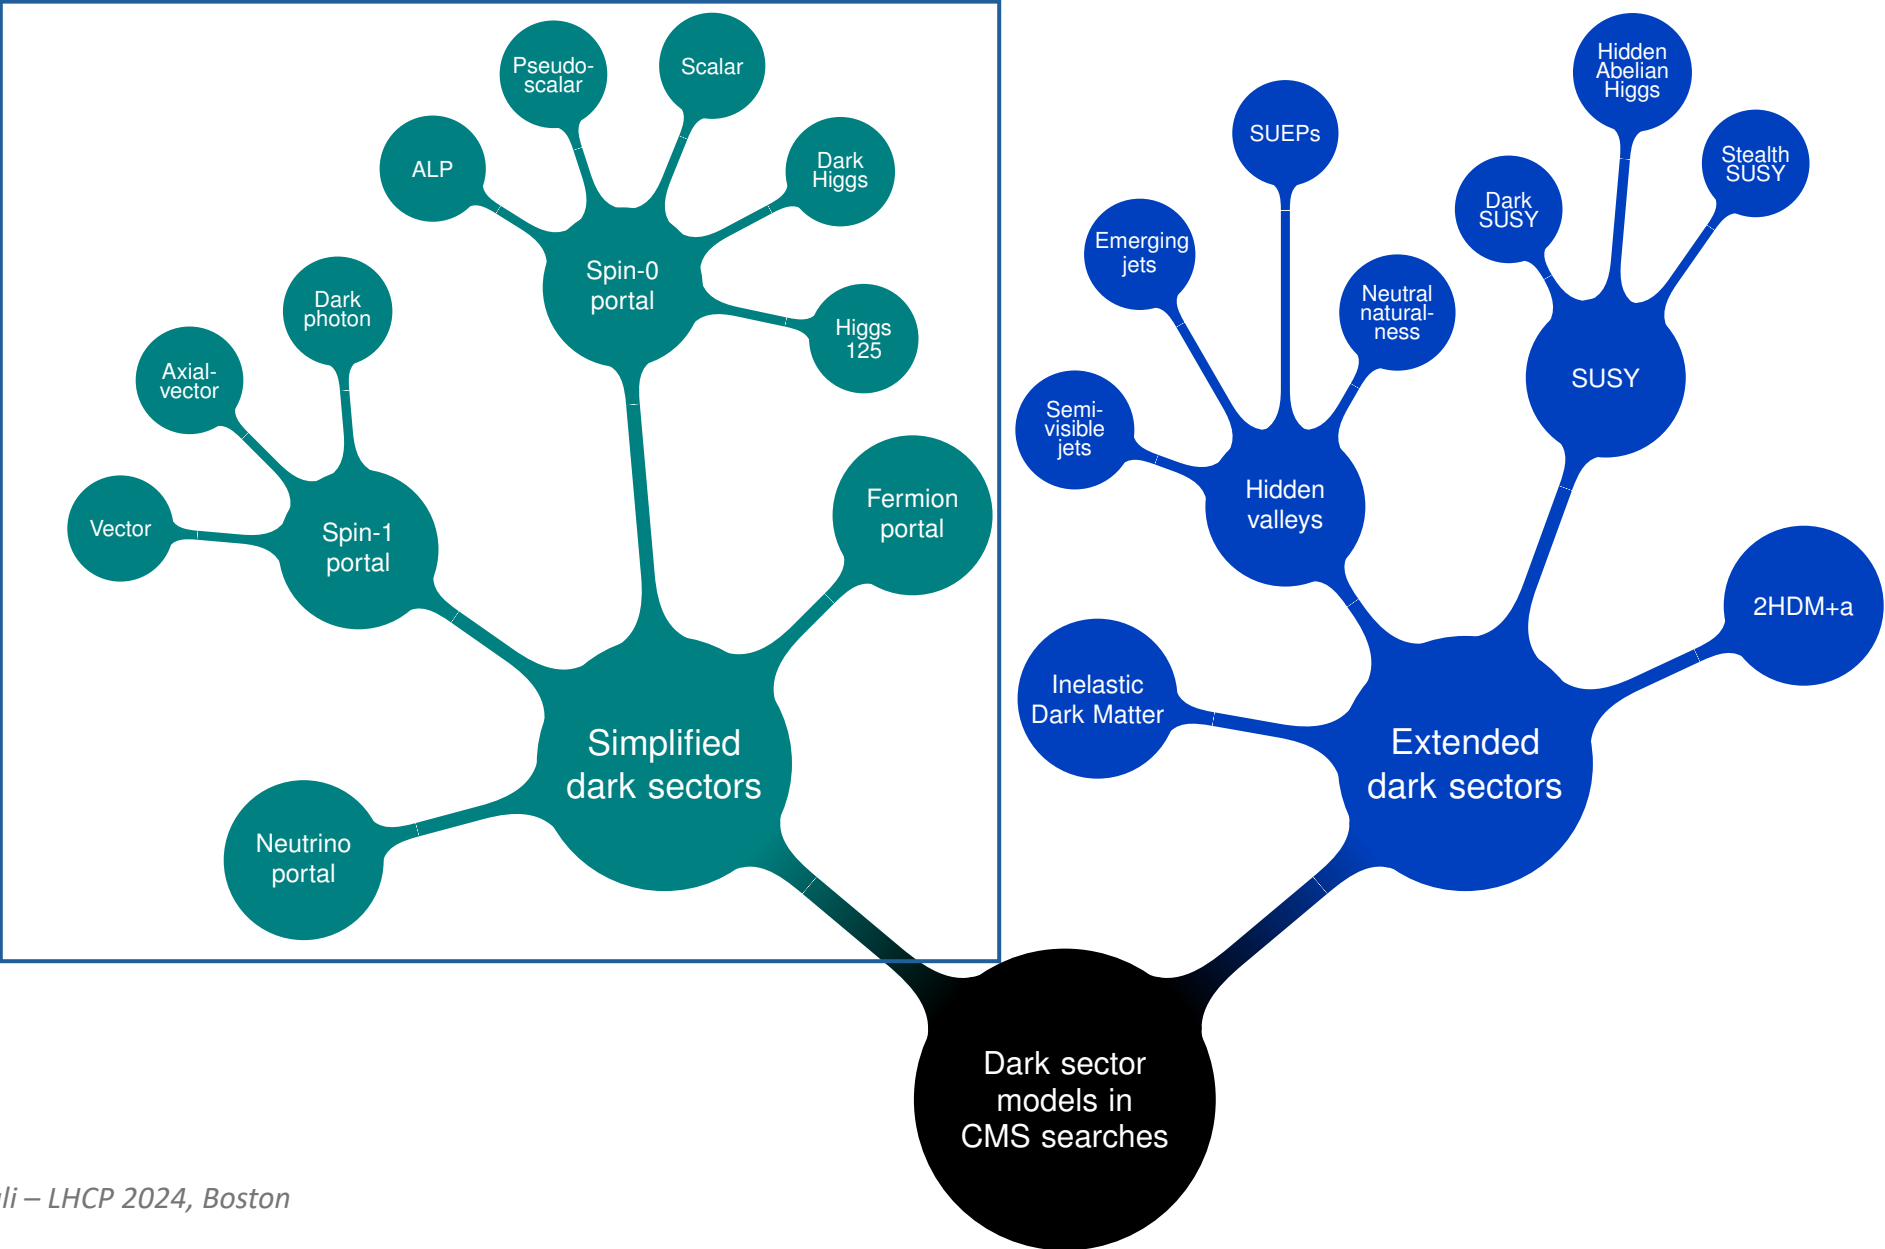 Pseudo-
scalar
Scalar
ALP
Dark
Higgs
Spin-0
portal
Higgs
125
Dark
photon
Axial-
vector
Vector
Spin-1
portal
Fermion
portal
Simplified
dark sectors
Neutrino
portal
Hidden
Abelian
Higgs
SUEPs
Stealth
SUSY
Dark
SUSY
Emerging
jets
Neutral
natural-
ness
SUSY
Semi-
visible
jets
Hidden
valleys
2HDM+a
Inelastic
Dark Matter
Extended
dark sectors
Dark sector
models in
CMS searches
li – LHCP 2024, Boston